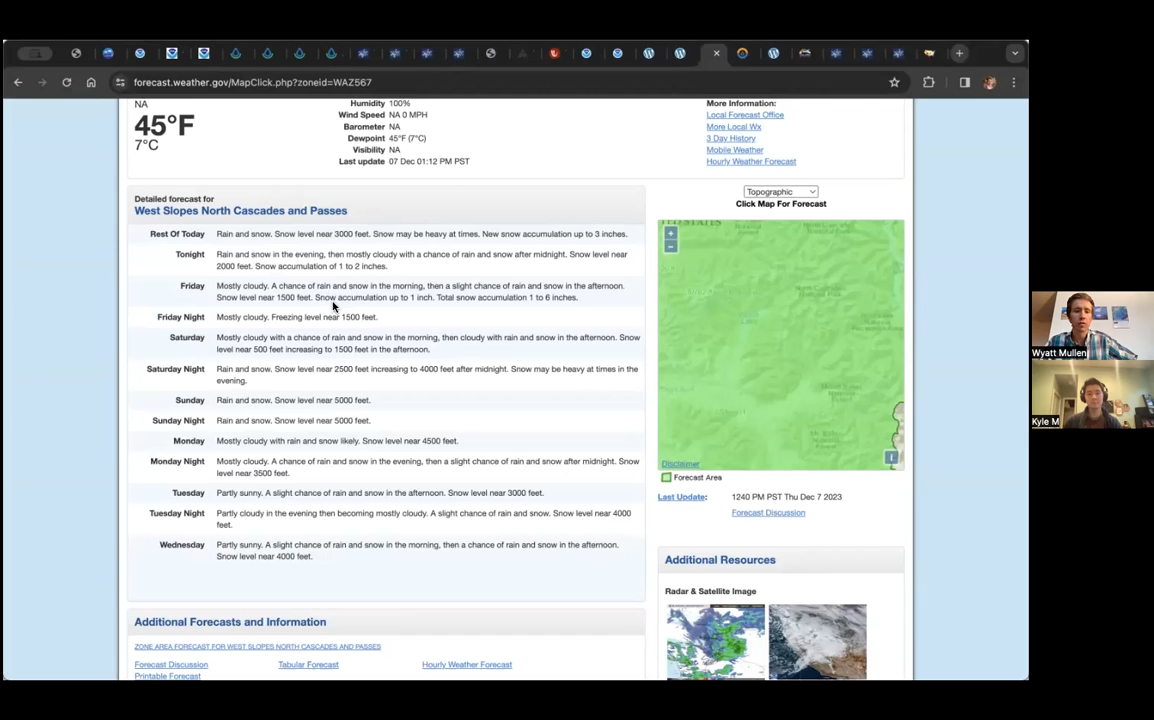 forecast.weather.gov/MapClick.php?zoneid=WAZ567
NA
45°F
7°C
Humidity 100%
Wind Speed NA 0 MPH
Barometer NA
Dewpoint 45°F (7°C)
Visibility NA
Last update 07 Dec 01:12 PM PST
More Information:
Local Forecast Office
More Local Wx
3 Day History
Mobile Weather
Hourly Weather Forecast
Detailed forecast for
West Slopes North Cascades and Passes
Rest Of Today Rain and snow. Snow level near 3000 feet. Snow may be heavy at times. New snow accumulation up to 3 inches.
Tonight Rain and snow in the evening, then mostly cloudy with a chance of rain and snow after midnight. Snow level near
2000 feet. Snow accumulation of 1 to 2 inches.
Friday Mostly cloudy. A chance of rain and snow in the morning, then a slight chance of rain and snow in the afternoon.
Snow level near 1500 feet. Snow accumulation up to 1 inch. Total snow accumulation 1 to 6 inches.
Friday Night Mostly cloudy. Freezing level near 1500 feet.
Saturday Mostly cloudy with a chance of rain and snow in the morning, then cloudy with rain and snow in the afternoon. Snow
level near 500 feet increasing to 1500 feet in the afternoon.
Saturday Night Rain and snow. Snow level near 2500 feet increasing to 4000 feet after midnight. Snow may be heavy at times in the
evening.
Sunday Rain and snow. Snow level near 5000 feet.
Sunday Night Rain and snow. Snow level near 5000 feet.
Monday Mostly cloudy with rain and snow likely. Snow level near 4500 feet.
Monday Night Mostly cloudy. A chance of rain and snow in the evening, then a slight chance of rain and snow after midnight. Snow
level near 3500 feet.
Tuesday Partly sunny. A slight chance of rain and snow in the afternoon. Snow level near 3000 feet.
Tuesday Night Partly cloudy in the evening then becoming mostly cloudy. A slight chance of rain and snow. Snow level near 4000
feet.
Wednesday Partly sunny. A slight chance of rain and snow in the morning, then a chance of rain and snow in the afternoon.
Snow level near 4000 feet.
Topographic
Click Map For Forecast
+
−
Disclaimer
i
Forecast Area
Last Update: 1240 PM PST Thu Dec 7 2023
Forecast Discussion
Additional Resources
Radar & Satellite Image
Additional Forecasts and Information
ZONE AREA FORECAST FOR WEST SLOPES NORTH CASCADES AND PASSES
Forecast Discussion
Tabular Forecast
Hourly Weather Forecast
Printable Forecast
Wyatt Mullen
Kyle M